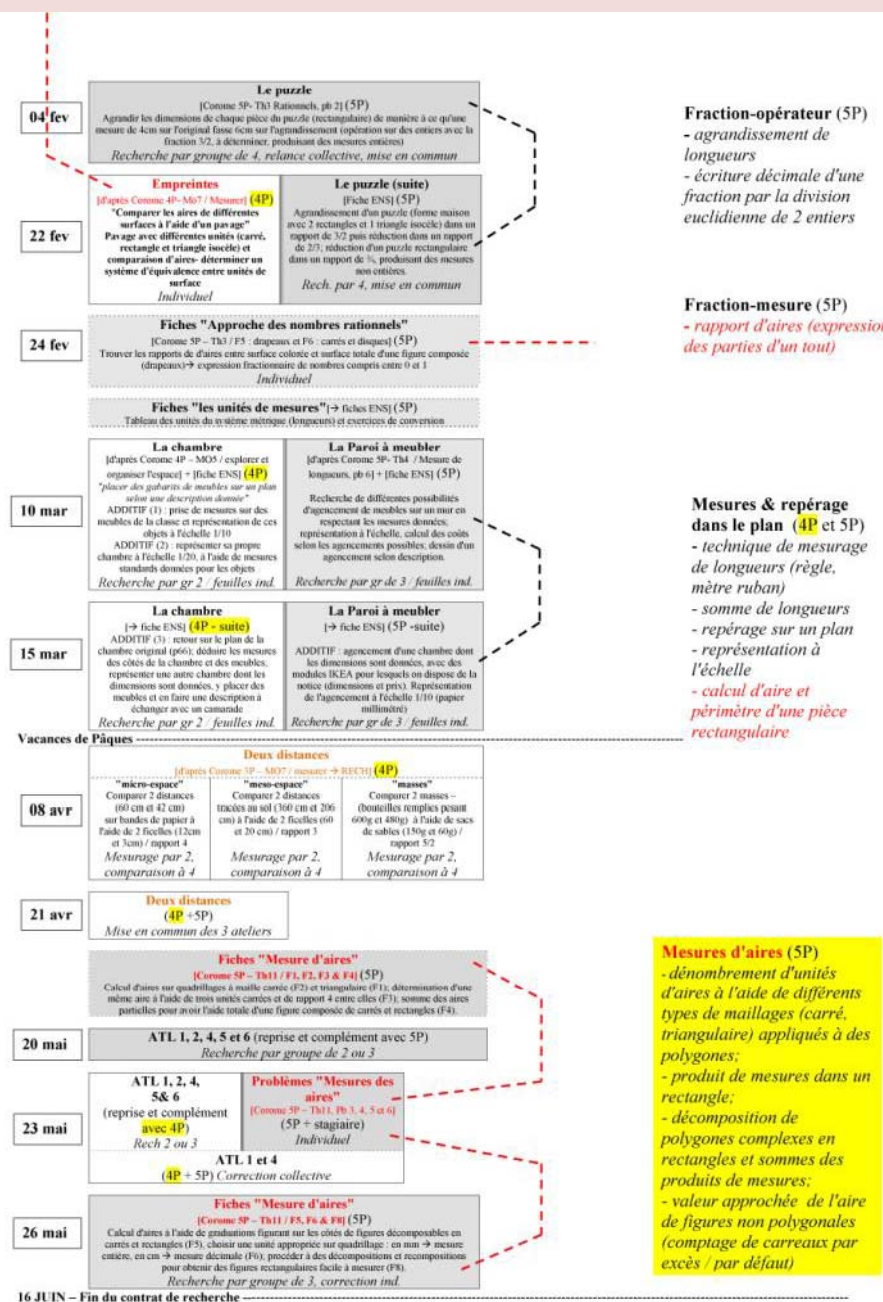 04 fev
Le puzzle
[Corome 5P- Th3 Rationnels, pb 2] (5P)
Agrandir les dimensions de chaque pièce du puzzle (rectangulaire) de manière à ce qu'une
mesure de 4cm sur l'original fasse 6cm sur l'agrandissement (opération sur des entiers avec la
fraction 3/2, à déterminer, produisant des mesures entières)
Recherche par groupe de 4, relance collective, mise en commun
22 fev
Empreintes
[d'après Corome 4P- Mo7 / Mesurer] (4P)
"Comparer les aires de différentes
surfaces à l'aide d'un pavage"
Pavage avec différentes unités (carré,
rectangle et triangle isocèle) et
comparaison d'aires- déterminer un
système d'équivalence entre unités de
surface
Individuel
Le puzzle (suite)
[Fiche ENS] (5P)
Agrandissement d'un puzzle (forme maison
avec 2 rectangles et 1 triangle isocèle) dans un
rapport de 3/2 puis réduction dans un rapport
de 2/3; réduction d'un puzzle rectangulaire
dans un rapport de ¾, produisant des mesures
non entières.
Rech. par 4, mise en commun
Fraction-opérateur (5P)
- agrandissement de
longueurs
- écriture décimale d'une
fraction par la division
euclidienne de 2 entiers
24 fev
Fiches "Approche des nombres rationnels"
[Corome 5P – Th3 / F5 : drapeaux et F6 : carrés et disques] (5P)
Trouver les rapports de d'aires entre surface colorée et surface totale d'une figure composée
(drapeaux)→ expression fractionnaire de nombres compris entre 0 et 1
Individuel
Fraction-mesure (5P)
- rapport d'aires (expression
des parties d'un tout)
Fiches "les unités de mesures"[→ fiches ENS] (5P)
Tableau des unités du système métrique (longueurs) et exercices de conversion
10 mar
La chambre
[d'après Corome 4P – MO5 / explorer et
organiser l'espace] + [fiche ENS] (4P)
"placer des gabarits de meubles sur un plan
selon une description donnée"
ADDITIF (1) : prise de mesures sur des
meubles de la classe et représentation de ces
objets à l'échelle 1/10
ADDITIF (2) : représenter sa propre
chambre à l'échelle 1/20, à l'aide de mesures
standards données pour les objets
Recherche par gr 2 / feuilles ind.
La Paroi à meubler
[d'après Corome 5P- Th4 / Mesure de
longueurs, pb 6] + [fiche ENS] (5P)
Recherche de différentes possibilités
d'agencement de meubles sur un mur en
respectant les mesures données;
représentation à l'échelle, calcul des coûts
selon les agencements possibles; dessin d'un
agencement selon description.
Recherche par gr de 3 / feuilles ind.
15 mar
La chambre
[→ fiche ENS] (4P - suite)
ADDITIF (3) : retour sur le plan de la
chambre original (p66); déduire les mesures
des côtés de la chambre et des meubles;
représenter une autre chambre dont les
dimensions sont données, y placer des
meubles et en faire une description à
échanger avec un camarade
Recherche par gr 2 / feuilles ind.
La Paroi à meubler
[→ fiche ENS] (5P -suite)
ADDITIF : agencement d'une chambre dont
les dimensions sont données, avec des
modules IKEA pour lesquels on dispose de la
notice (dimensions et prix). Représentation
de l'agencement à l'échelle 1/10 (papier
millimétré)
Recherche par gr de 3 / feuilles ind.
Mesures & repérage
dans le plan (4P et 5P)
- technique de mesurage
de longueurs (règle,
mètre ruban)
- somme de longueurs
- repérage sur un plan
- représentation à
l'échelle
- calcul d'aire et
périmètre d'une pièce
rectangulaire
Vacances de Pâques
08 avr
Deux distances
[d'après Corome 3P – MO7 / mesurer → RECH] (4P)
"micro-espace"
Comparer 2 distances
(60 cm et 42 cm)
sur bandes de papier à
l'aide de 2 ficelles (12cm
et 3cm) / rapport 4
Mesurage par 2,
comparaison à 4
"meso-espace"
Comparer 2 distances
tracées au sol (360 cm et 206
cm) à l'aide de 2 ficelles (60
et 20 cm) / rapport 3
Mesurage par 2,
comparaison à 4
"masses"
Comparer 2 masses –
(bouteilles remplies pesant
600g et 480g) à l'aide de sacs
de sables (150g et 60g) /
rapport 5/2
Mesurage par 2,
comparaison à 4
21 avr
Deux distances
(4P +5P)
Mise en commun des 3 ateliers
Fiches "Mesure d'aires"
[Corome 5P – Th11 / F1, F2, F3 & F4] (5P)
Calcul d'aires sur quadrillages à maille carrée (F2) et triangulaire (F1); détermination d'une
même aire à l'aide de trois unités carrées et de rapport 4 entre elles (F3); somme des aires
partielles pour avoir l'aide totale d'une figure composée de carrés et rectangles (F4).
20 mai
ATL 1, 2, 4, 5 et 6 (reprise et complément avec 5P)
Recherche par groupe de 2 ou 3
23 mai
ATL 1, 2, 4,
5& 6
(reprise et complément
avec 4P)
Rech 2 ou 3
Problèmes "Mesures des
aires"
[Corome 5P – Th11, Pb 3, 4, 5 et 6]
(5P + stagiaire)
Individuel
ATL 1 et 4
(4P + 5P) Correction collective
26 mai
Fiches "Mesure d'aires"
[Corome 5P – Th11 / F5, F6 & F8] (5P)
Calcul d'aires à l'aide de graduations figurant sur les côtés de figures décomposables en
carrés et rectangles (F5), choisir une unité appropriée sur quadrillage : en mm → mesure
entière, en cm → mesure décimale (F6); procéder à des décompositions et recompositions
pour obtenir des figures rectangulaires facile à mesurer (F8).
Recherche par groupe de 3, correction ind.
Mesures d'aires (5P)
- dénombrement d'unités
d'aires à l'aide de différents
types de maillages (carré,
triangulaire) appliqués à des
polygones;
- produit de mesures dans un
rectangle;
- décomposition de
polygones complexes en
rectangles et sommes des
produits de mesures;
- valeur approchée de l'aire
de figures non polygonales
(comptage de carreaux par
excès / par défaut)
16 JUIN – Fin du contrat de recherche